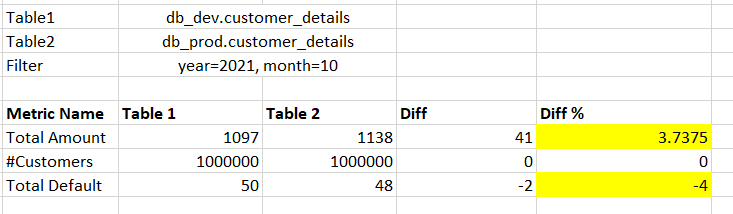 Table1 db_dev.customer_details
Table2 db_prod.customer_details
Filter year=2021, month=10
Metric Name Table 1 Table 2 Diff Diff %
Total Amount 1097 1138 41 3.7375
#Customers 1000000 1000000 0 0
Total Default 50 48 -2 -4